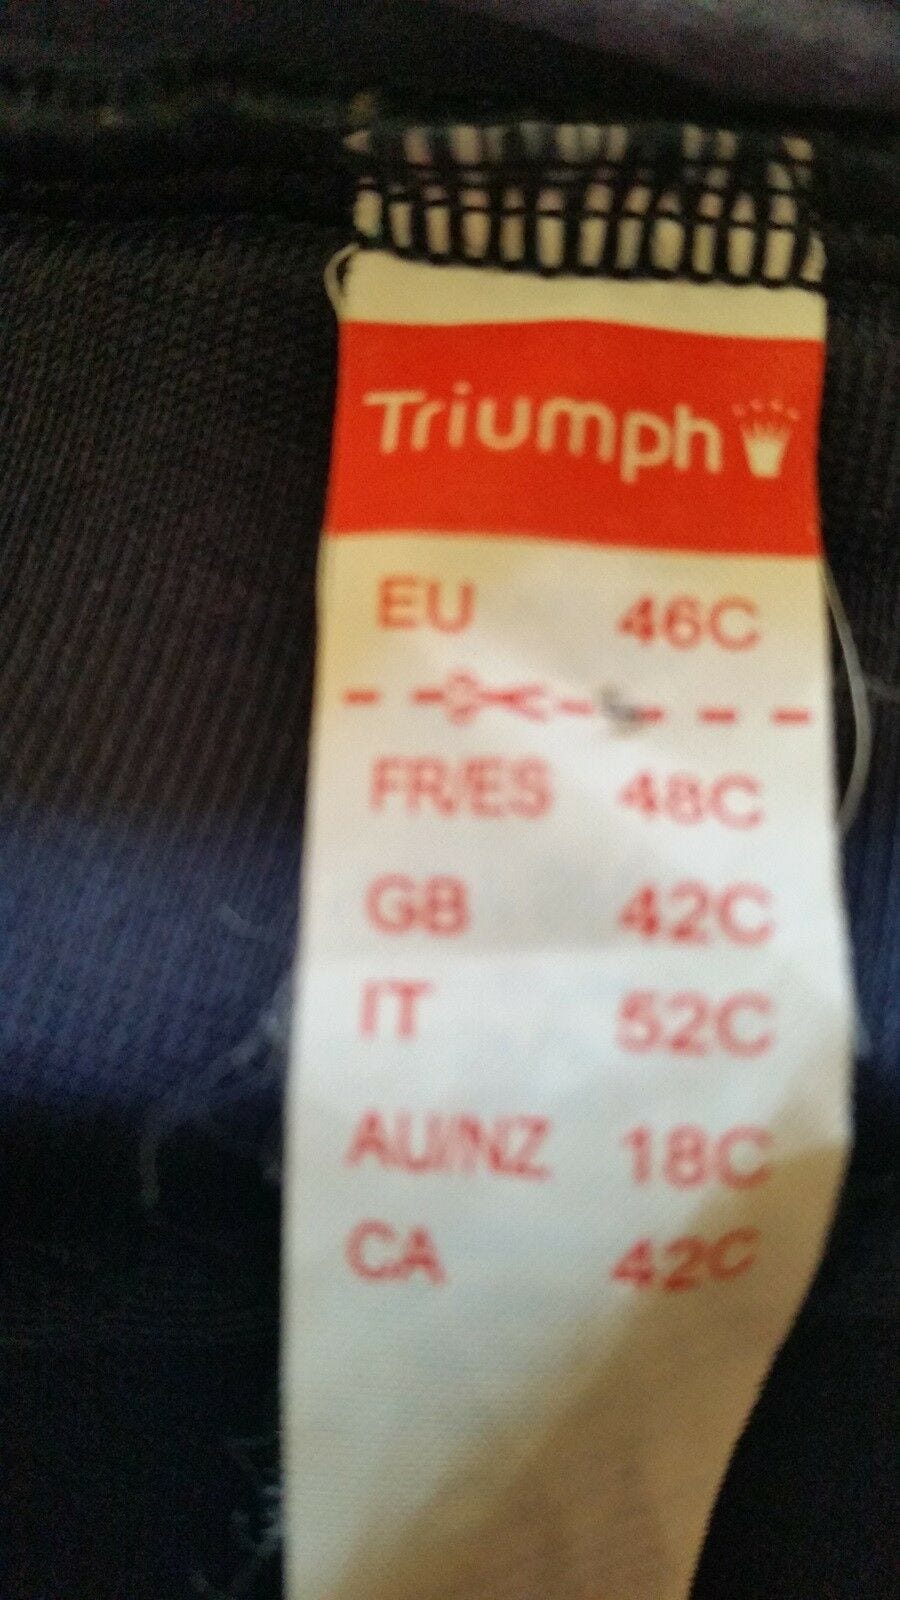 Triumph
EU 46C
FR/ES 48C
GB 42C
IT 52C
AU/NZ 18C
CA 42C